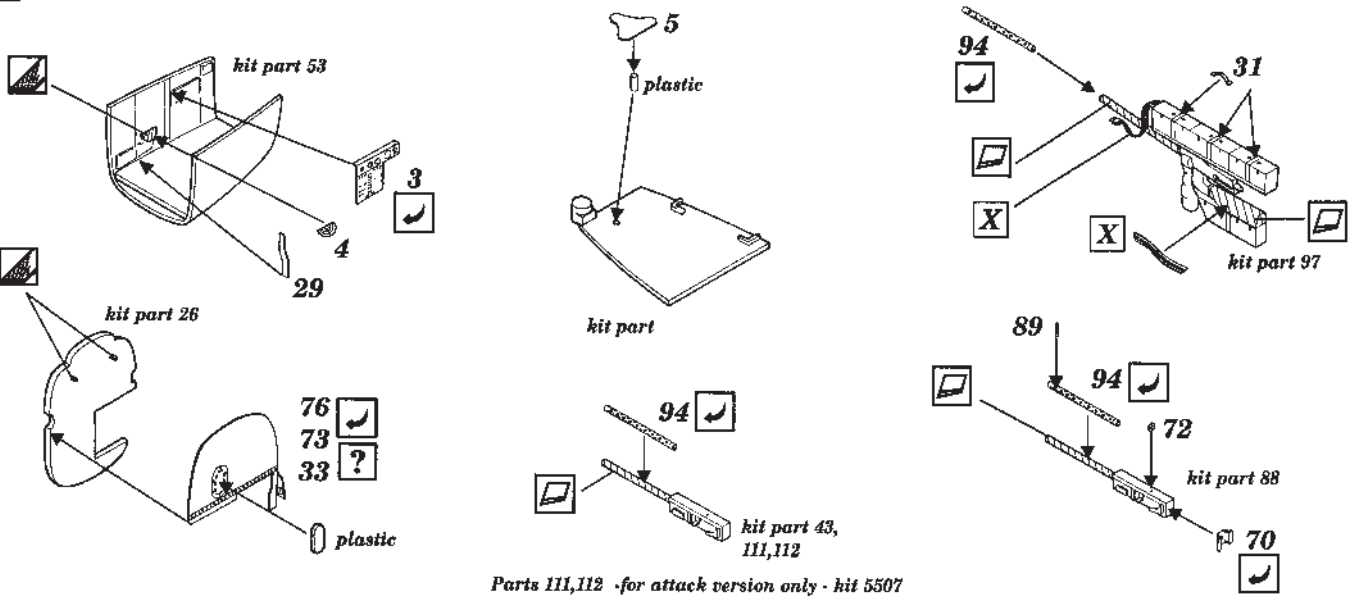 kit part 53
3
4
29
5
plastic
kit part
94
31
X
X
kit part 97
kit part 26
76
73
33 ?
plastic
94
kit part 43,
111,112
89
94
72
kit part 88
70
Parts 111,112 -for attack version only - kit 5507